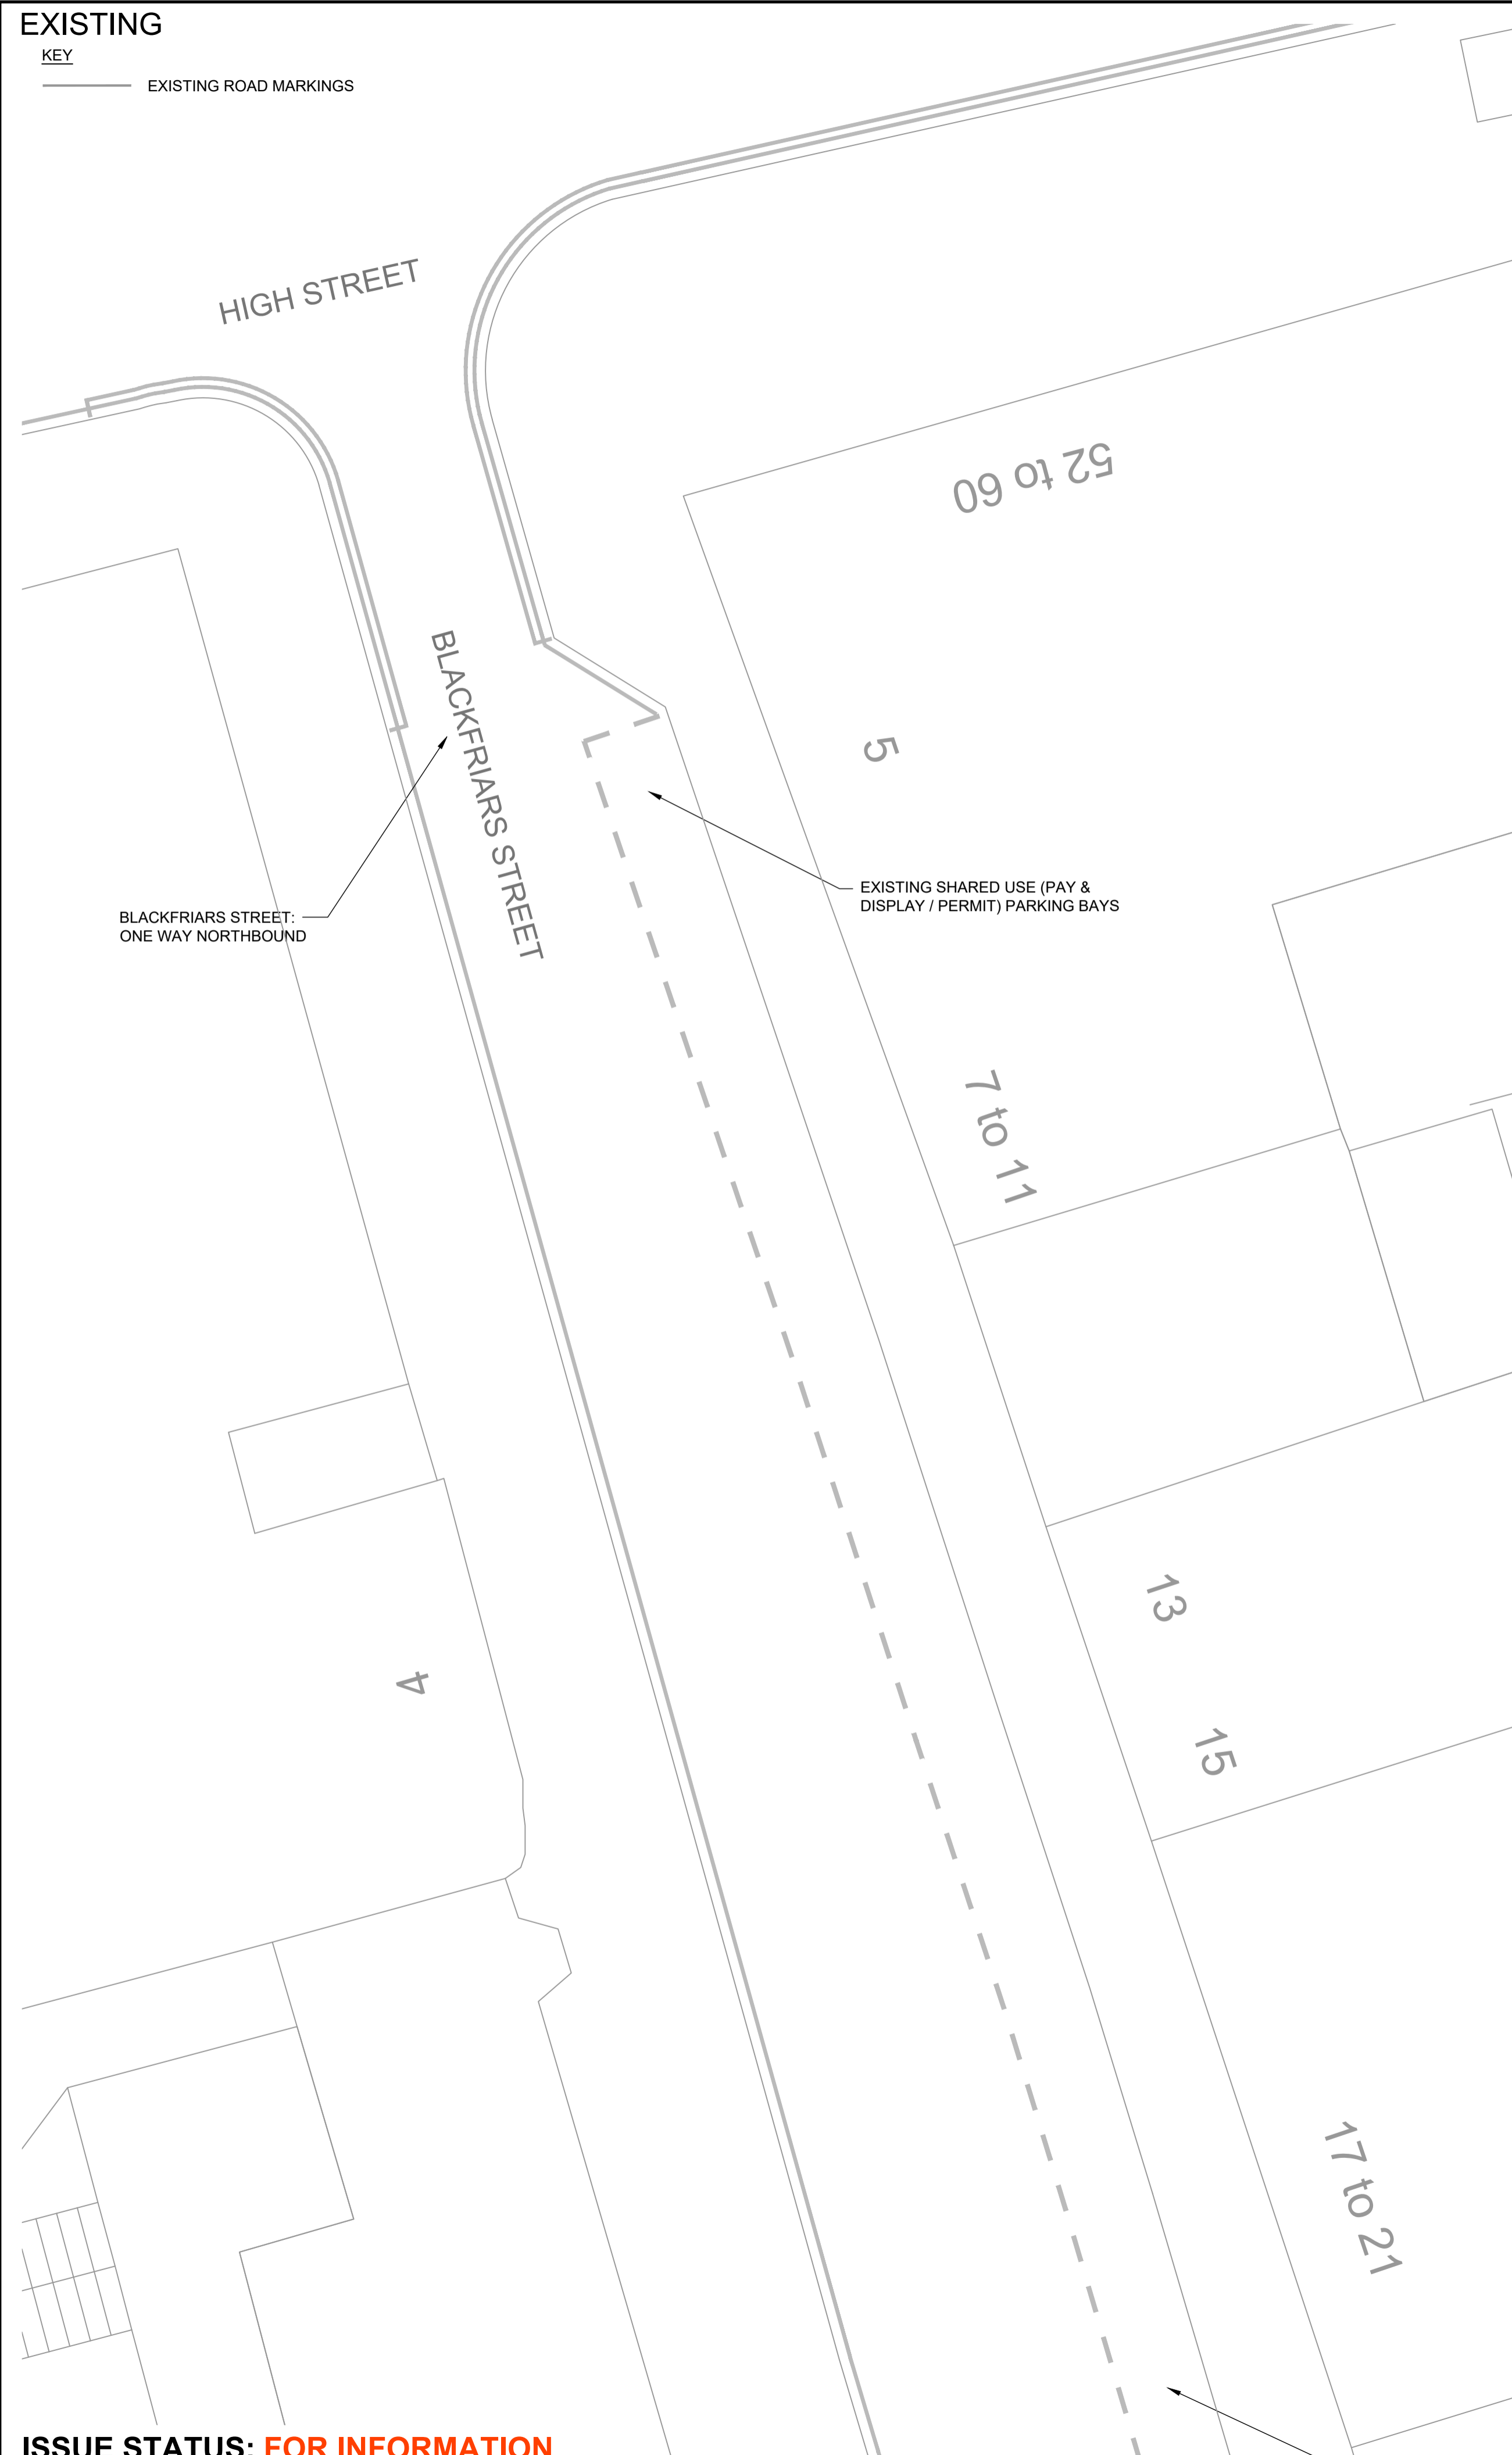 EXISTING
KEY
EXISTING ROAD MARKINGS
HIGH STREET
52 to 60
BLACKFRIARS STREET
5
EXISTING SHARED USE (PAY &
DISPLAY / PERMIT) PARKING BAYS
BLACKFRIARS STREET:
ONE WAY NORTHBOUND
7 to 11
13
4
15
17 to 21
ISSUE STATUS: FOR INFORMATION